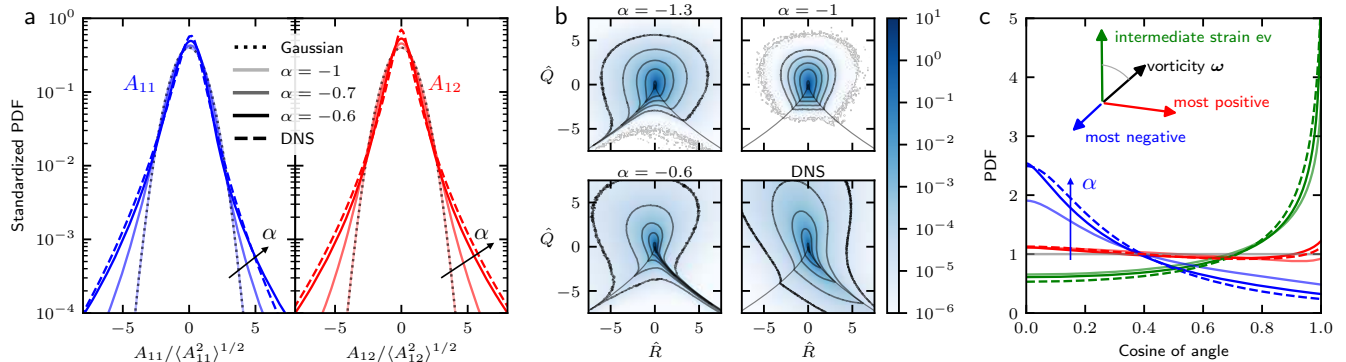 a
Standardized PDF
10⁻¹
10⁻²
10⁻³
10⁻⁴
A₁₁
Gaussian
α = −1
α = −0.7
α = −0.6
DNS
A₁₂
α
α
−5
0
5
−5
0
5
A₁₁/⟨A₁₁²⟩^{1/2}
A₁₂/⟨A₁₂²⟩^{1/2}
b
α = −1.3
α = −1
α = −0.6
DNS
Q̂
5
0
−5
Q̂
5
0
−5
−5
0
5
−5
0
5
R̂
R̂
10¹
10⁰
10⁻¹
10⁻²
10⁻³
10⁻⁴
10⁻⁵
10⁻⁶
c
PDF
5
4
3
2
1
0
intermediate strain ev
vorticity ω
most positive
most negative
α
0.0
0.2
0.4
0.6
0.8
1.0
Cosine of angle